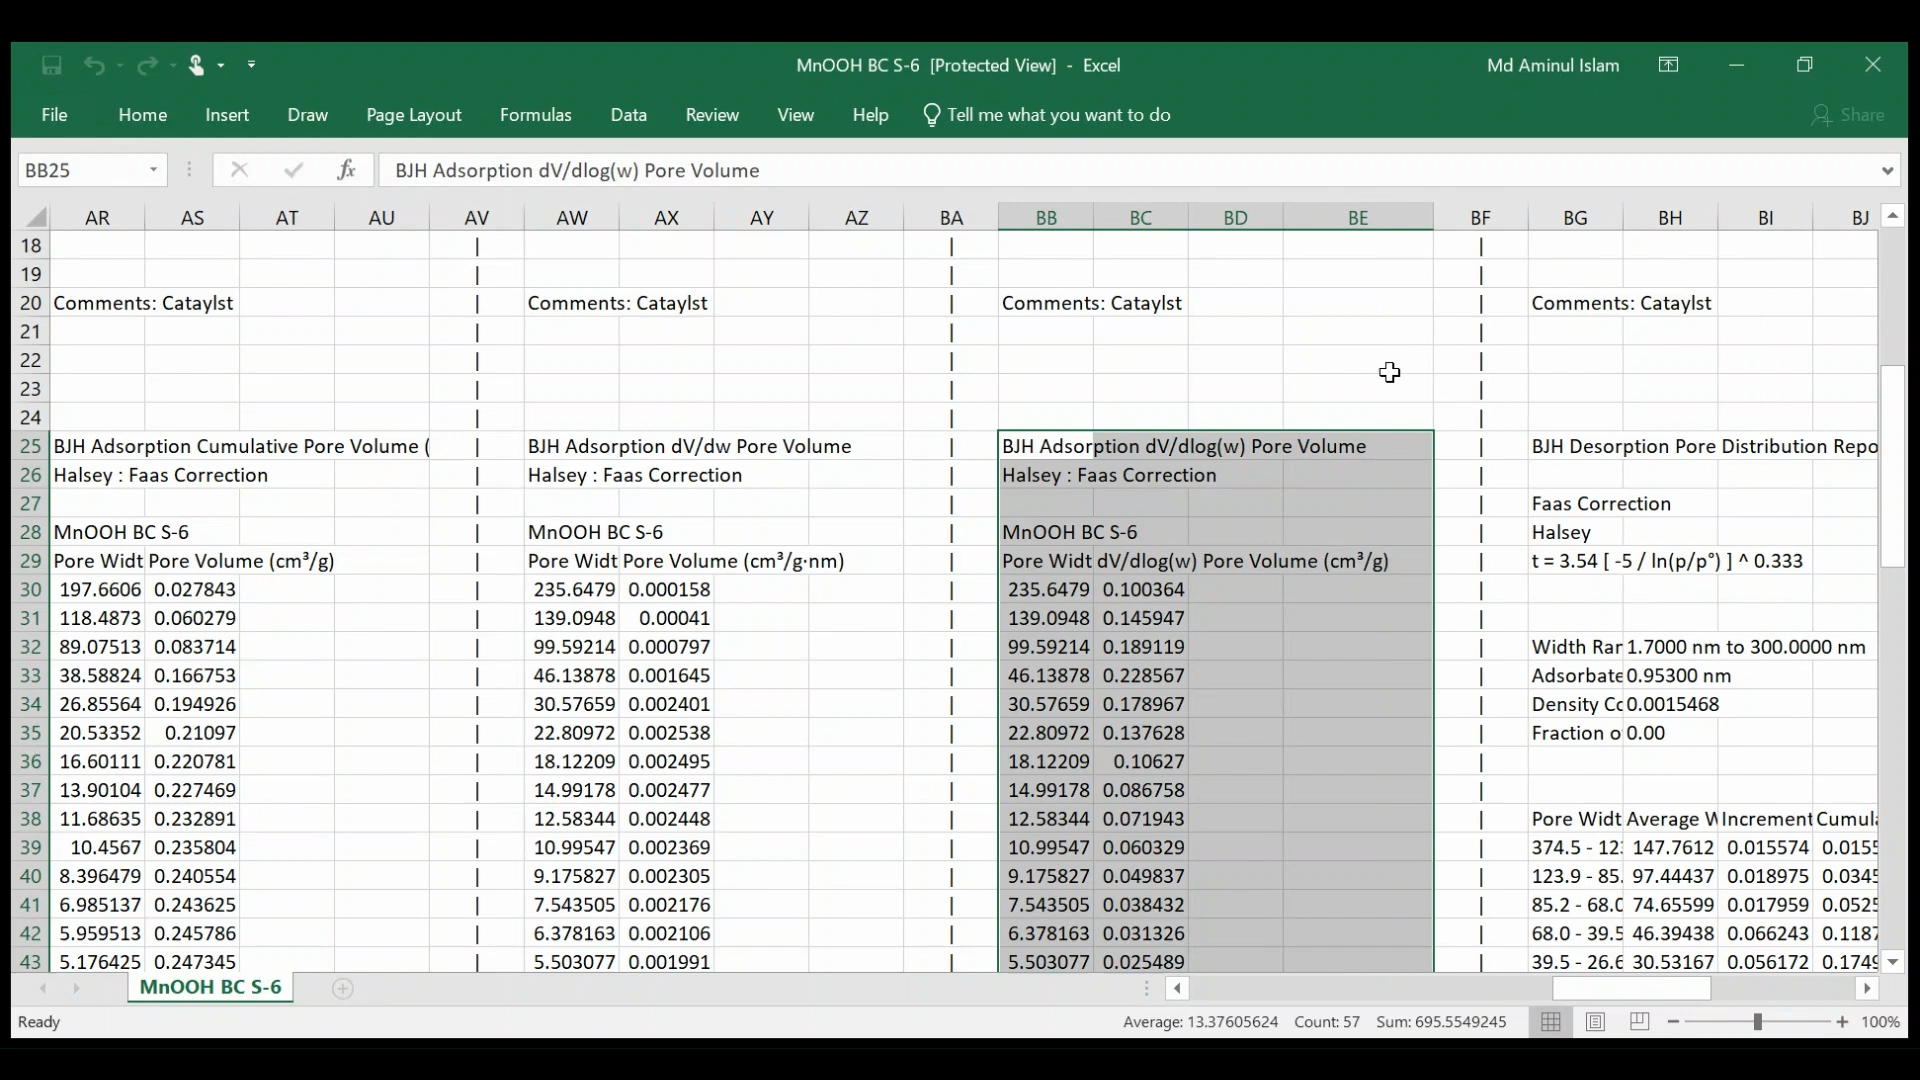 MnOOH BC S-6 [Protected View] - Excel
Md Aminul Islam
File Home Insert Draw Page Layout Formulas Data Review View Help Tell me what you want to do Share
BB25 fx BJH Adsorption dV/dlog(w) Pore Volume
AR AS AT AU AV AW AX AY AZ BA BB BC BD BE BF BG BH BI BJ
18 | | |
19 | | |
20 Comments: Cataylst | Comments: Cataylst | Comments: Cataylst | Comments: Cataylst
21 | | |
22 | | |
23 | | |
24 | | |
25 BJH Adsorption Cumulative Pore Volume ( | BJH Adsorption dV/dw Pore Volume | BJH Adsorption dV/dlog(w) Pore Volume | BJH Desorption Pore Distribution Repo
26 Halsey : Faas Correction | Halsey : Faas Correction | Halsey : Faas Correction |
27 | | | Faas Correction
28 MnOOH BC S-6 | MnOOH BC S-6 | MnOOH BC S-6 | Halsey
29 Pore Widt Pore Volume (cm³/g) | Pore Widt Pore Volume (cm³/g·nm) | Pore Widt dV/dlog(w) Pore Volume (cm³/g) | t = 3.54 [ -5 / ln(p/p°) ] ^ 0.333
30 197.6606 0.027843 | 235.6479 0.000158 | 235.6479 0.100364 |
31 118.4873 0.060279 | 139.0948 0.00041 | 139.0948 0.145947 |
32 89.07513 0.083714 | 99.59214 0.000797 | 99.59214 0.189119 | Width Rar 1.7000 nm to 300.0000 nm
33 38.58824 0.166753 | 46.13878 0.001645 | 46.13878 0.228567 | Adsorbate 0.95300 nm
34 26.85564 0.194926 | 30.57659 0.002401 | 30.57659 0.178967 | Density Cc 0.0015468
35 20.53352 0.21097 | 22.80972 0.002538 | 22.80972 0.137628 | Fraction o 0.00
36 16.60111 0.220781 | 18.12209 0.002495 | 18.12209 0.10627 |
37 13.90104 0.227469 | 14.99178 0.002477 | 14.99178 0.086758 |
38 11.68635 0.232891 | 12.58344 0.002448 | 12.58344 0.071943 | Pore Widt Average W Increment Cumula
39 10.4567 0.235804 | 10.99547 0.002369 | 10.99547 0.060329 | 374.5 - 12 147.7612 0.015574 0.0155
40 8.396479 0.240554 | 9.175827 0.002305 | 9.175827 0.049837 | 123.9 - 85. 97.44437 0.018975 0.0345
41 6.985137 0.243625 | 7.543505 0.002176 | 7.543505 0.038432 | 85.2 - 68.0 74.65599 0.017959 0.0525
42 5.959513 0.245786 | 6.378163 0.002106 | 6.378163 0.031326 | 68.0 - 39.5 46.39438 0.066243 0.1187
43 5.176425 0.247345 | 5.503077 0.001991 | 5.503077 0.025489 | 39.5 - 26.6 30.53167 0.056172 0.1749
MnOOH BC S-6
Ready Average: 13.37605624 Count: 57 Sum: 695.5549245 100%